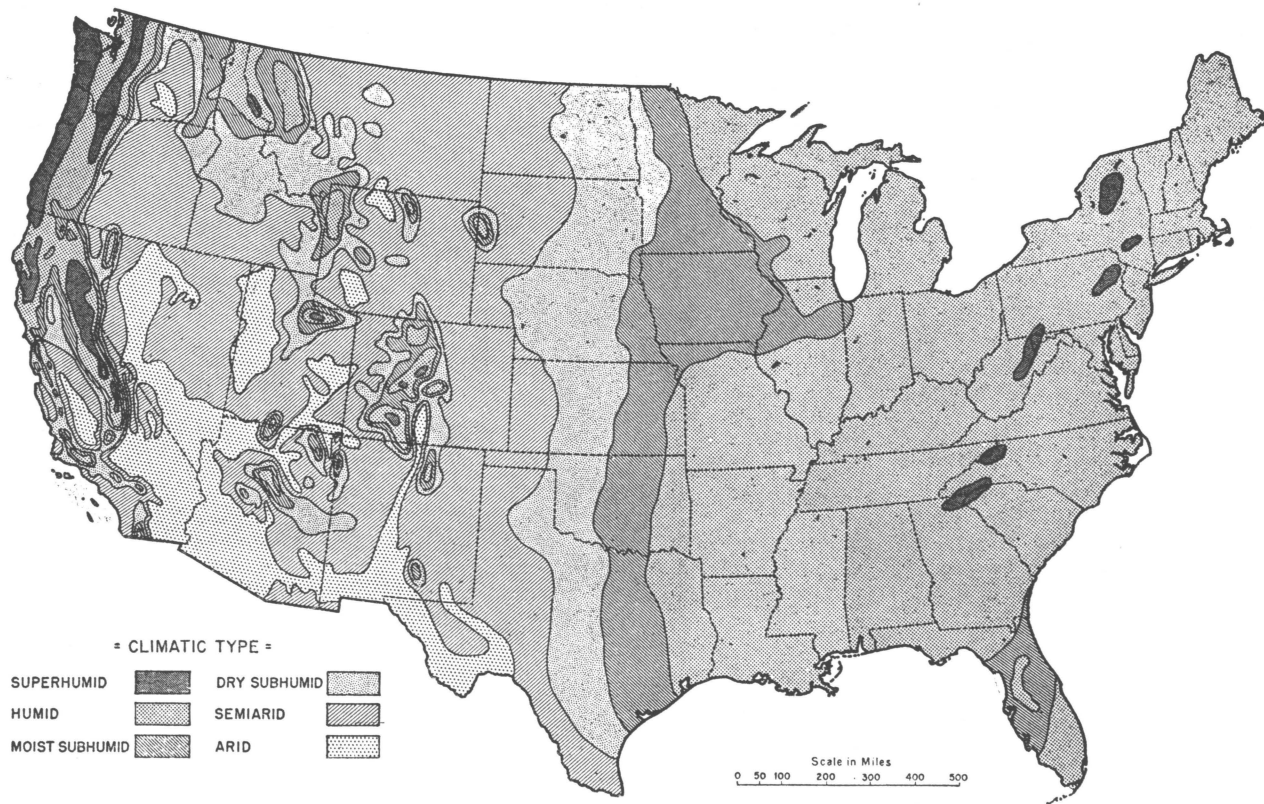 = CLIMATIC TYPE =
SUPERHUMID
DRY SUBHUMID
HUMID
SEMIARID
MOIST SUBHUMID
ARID
Scale in Miles
0 50 100 200 300 400 500